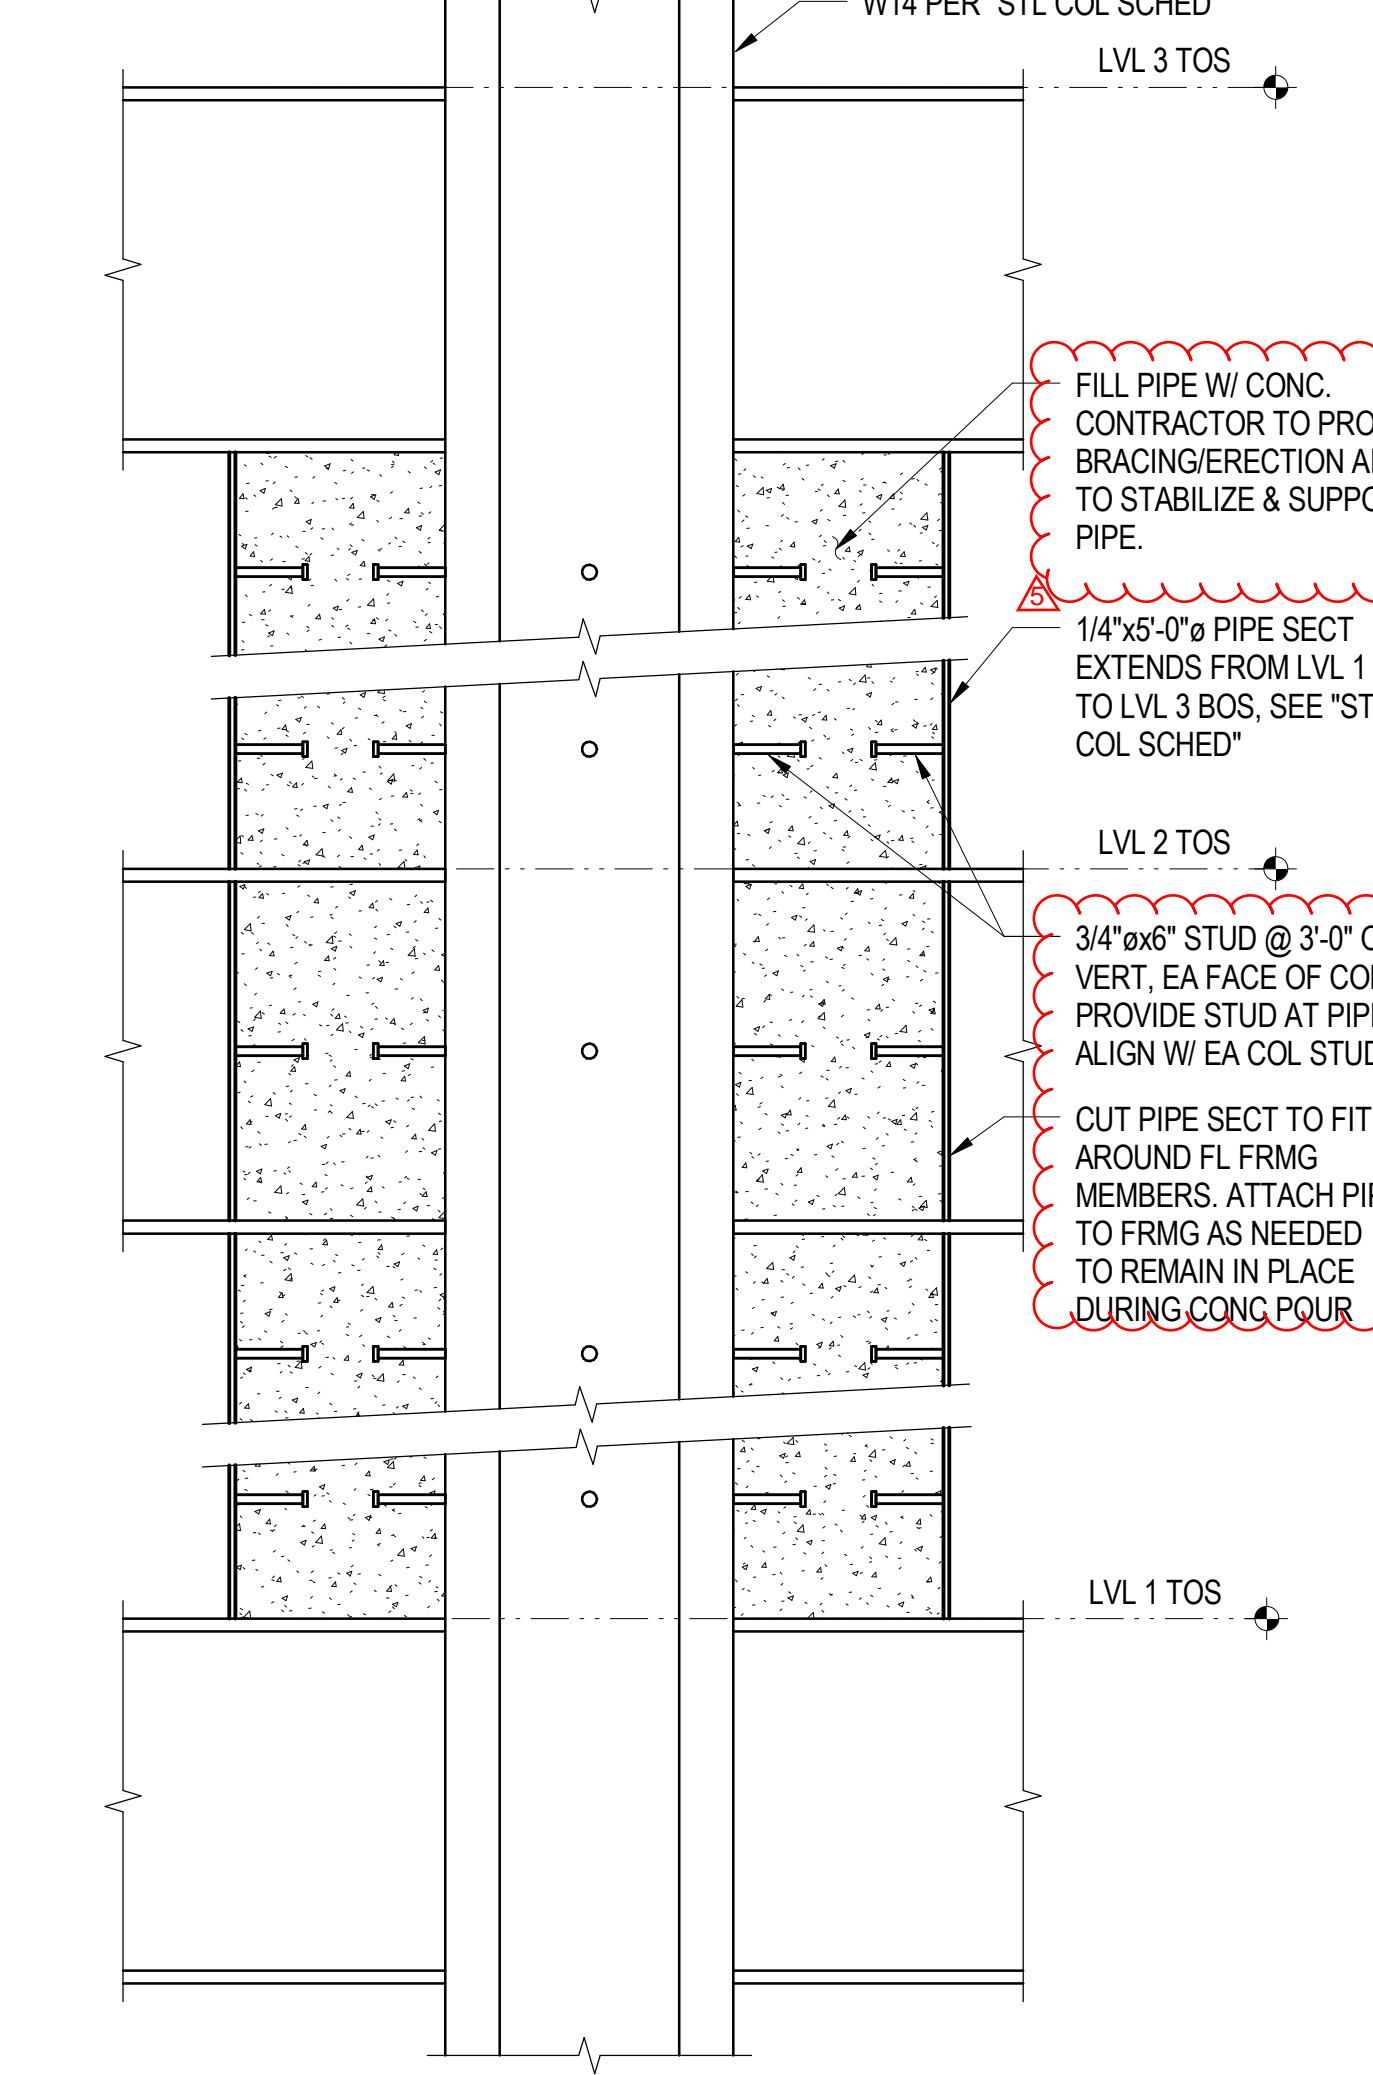 W14 PER "STL COL SCHED"
LVL 3 TOS
FILL PIPE W/ CONC.
CONTRACTOR TO PRO
BRACING/ERECTION
TO STABILIZE & SUPPO
PIPE.
5
1/4"x5'-0"ø PIPE SECT
EXTENDS FROM LVL 1
TO LVL 3 BOS, SEE "ST
COL SCHED"
LVL 2 TOS
3/4"øx6" STUD @ 3'-0"
VERT, EA FACE OF CO
PROVIDE STUD AT PIP
ALIGN W/ EA COL STUD
CUT PIPE SECT TO FIT
AROUND FL FRMG
MEMBERS. ATTACH PI
TO FRMG AS NEEDED
TO REMAIN IN PLACE
DURING CONC POUR
LVL 1 TOS